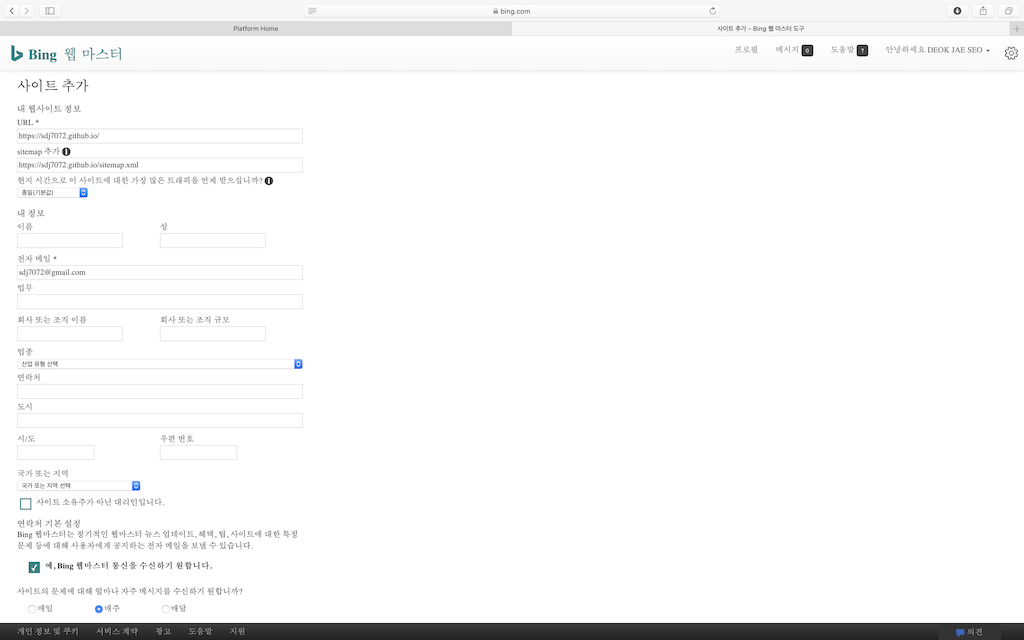 bing.com
Platform Home
사이트 추가 - Bing 웹 마스터 도구
Bing 웹 마스터
프로필
메시지 0
도움말 ?
안녕하세요 DEOK JAE SEO
사이트 추가
내 웹사이트 정보
URL *
https://sdj7072.github.io/
sitemap 추가
https://sdj7072.github.io/sitemap.xml
현지 시간으로 이 사이트에 대한 가장 많은 트래픽을 언제 받으십니까?
종일(기본값)
내 정보
이름 성
전자 메일 *
sdj7072@gmail.com
업무
회사 또는 조직 이름 회사 또는 조직 규모
업종
산업 유형 선택
연락처
도시
시/도 우편 번호
국가 또는 지역
국가 또는 지역 선택
사이트 소유주가 아닌 대리인입니다.
연락처 기본 설정
Bing 웹마스터는 정기적인 웹마스터 뉴스 업데이트, 혜택, 팁, 사이트에 대한 특정
문제 등에 대해 사용자에게 공지하는 전자 메일을 보낼 수 있습니다.
예, Bing 웹마스터 통신을 수신하기 원합니다.
사이트의 문제에 대해 얼마나 자주 메시지를 수신하기 원합니까?
매일 매주 매달
개인 정보 및 쿠키 서비스 계약 광고 도움말 지원 의견